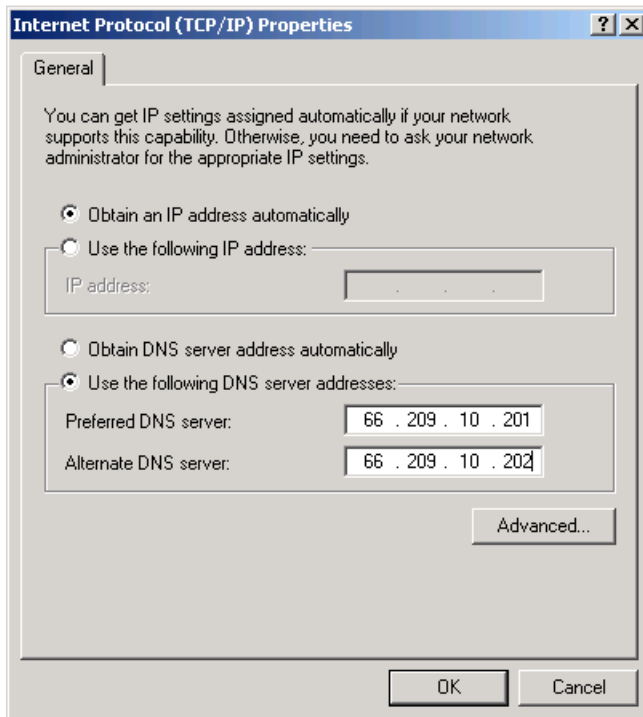 Internet Protocol (TCP/IP) Properties
General
You can get IP settings assigned automatically if your network
supports this capability. Otherwise, you need to ask your network
administrator for the appropriate IP settings.
Obtain an IP address automatically
Use the following IP address:
IP address: . . .
Obtain DNS server address automatically
Use the following DNS server addresses:
Preferred DNS server: 66 . 209 . 10 . 201
Alternate DNS server: 66 . 209 . 10 . 202
Advanced...
OK Cancel